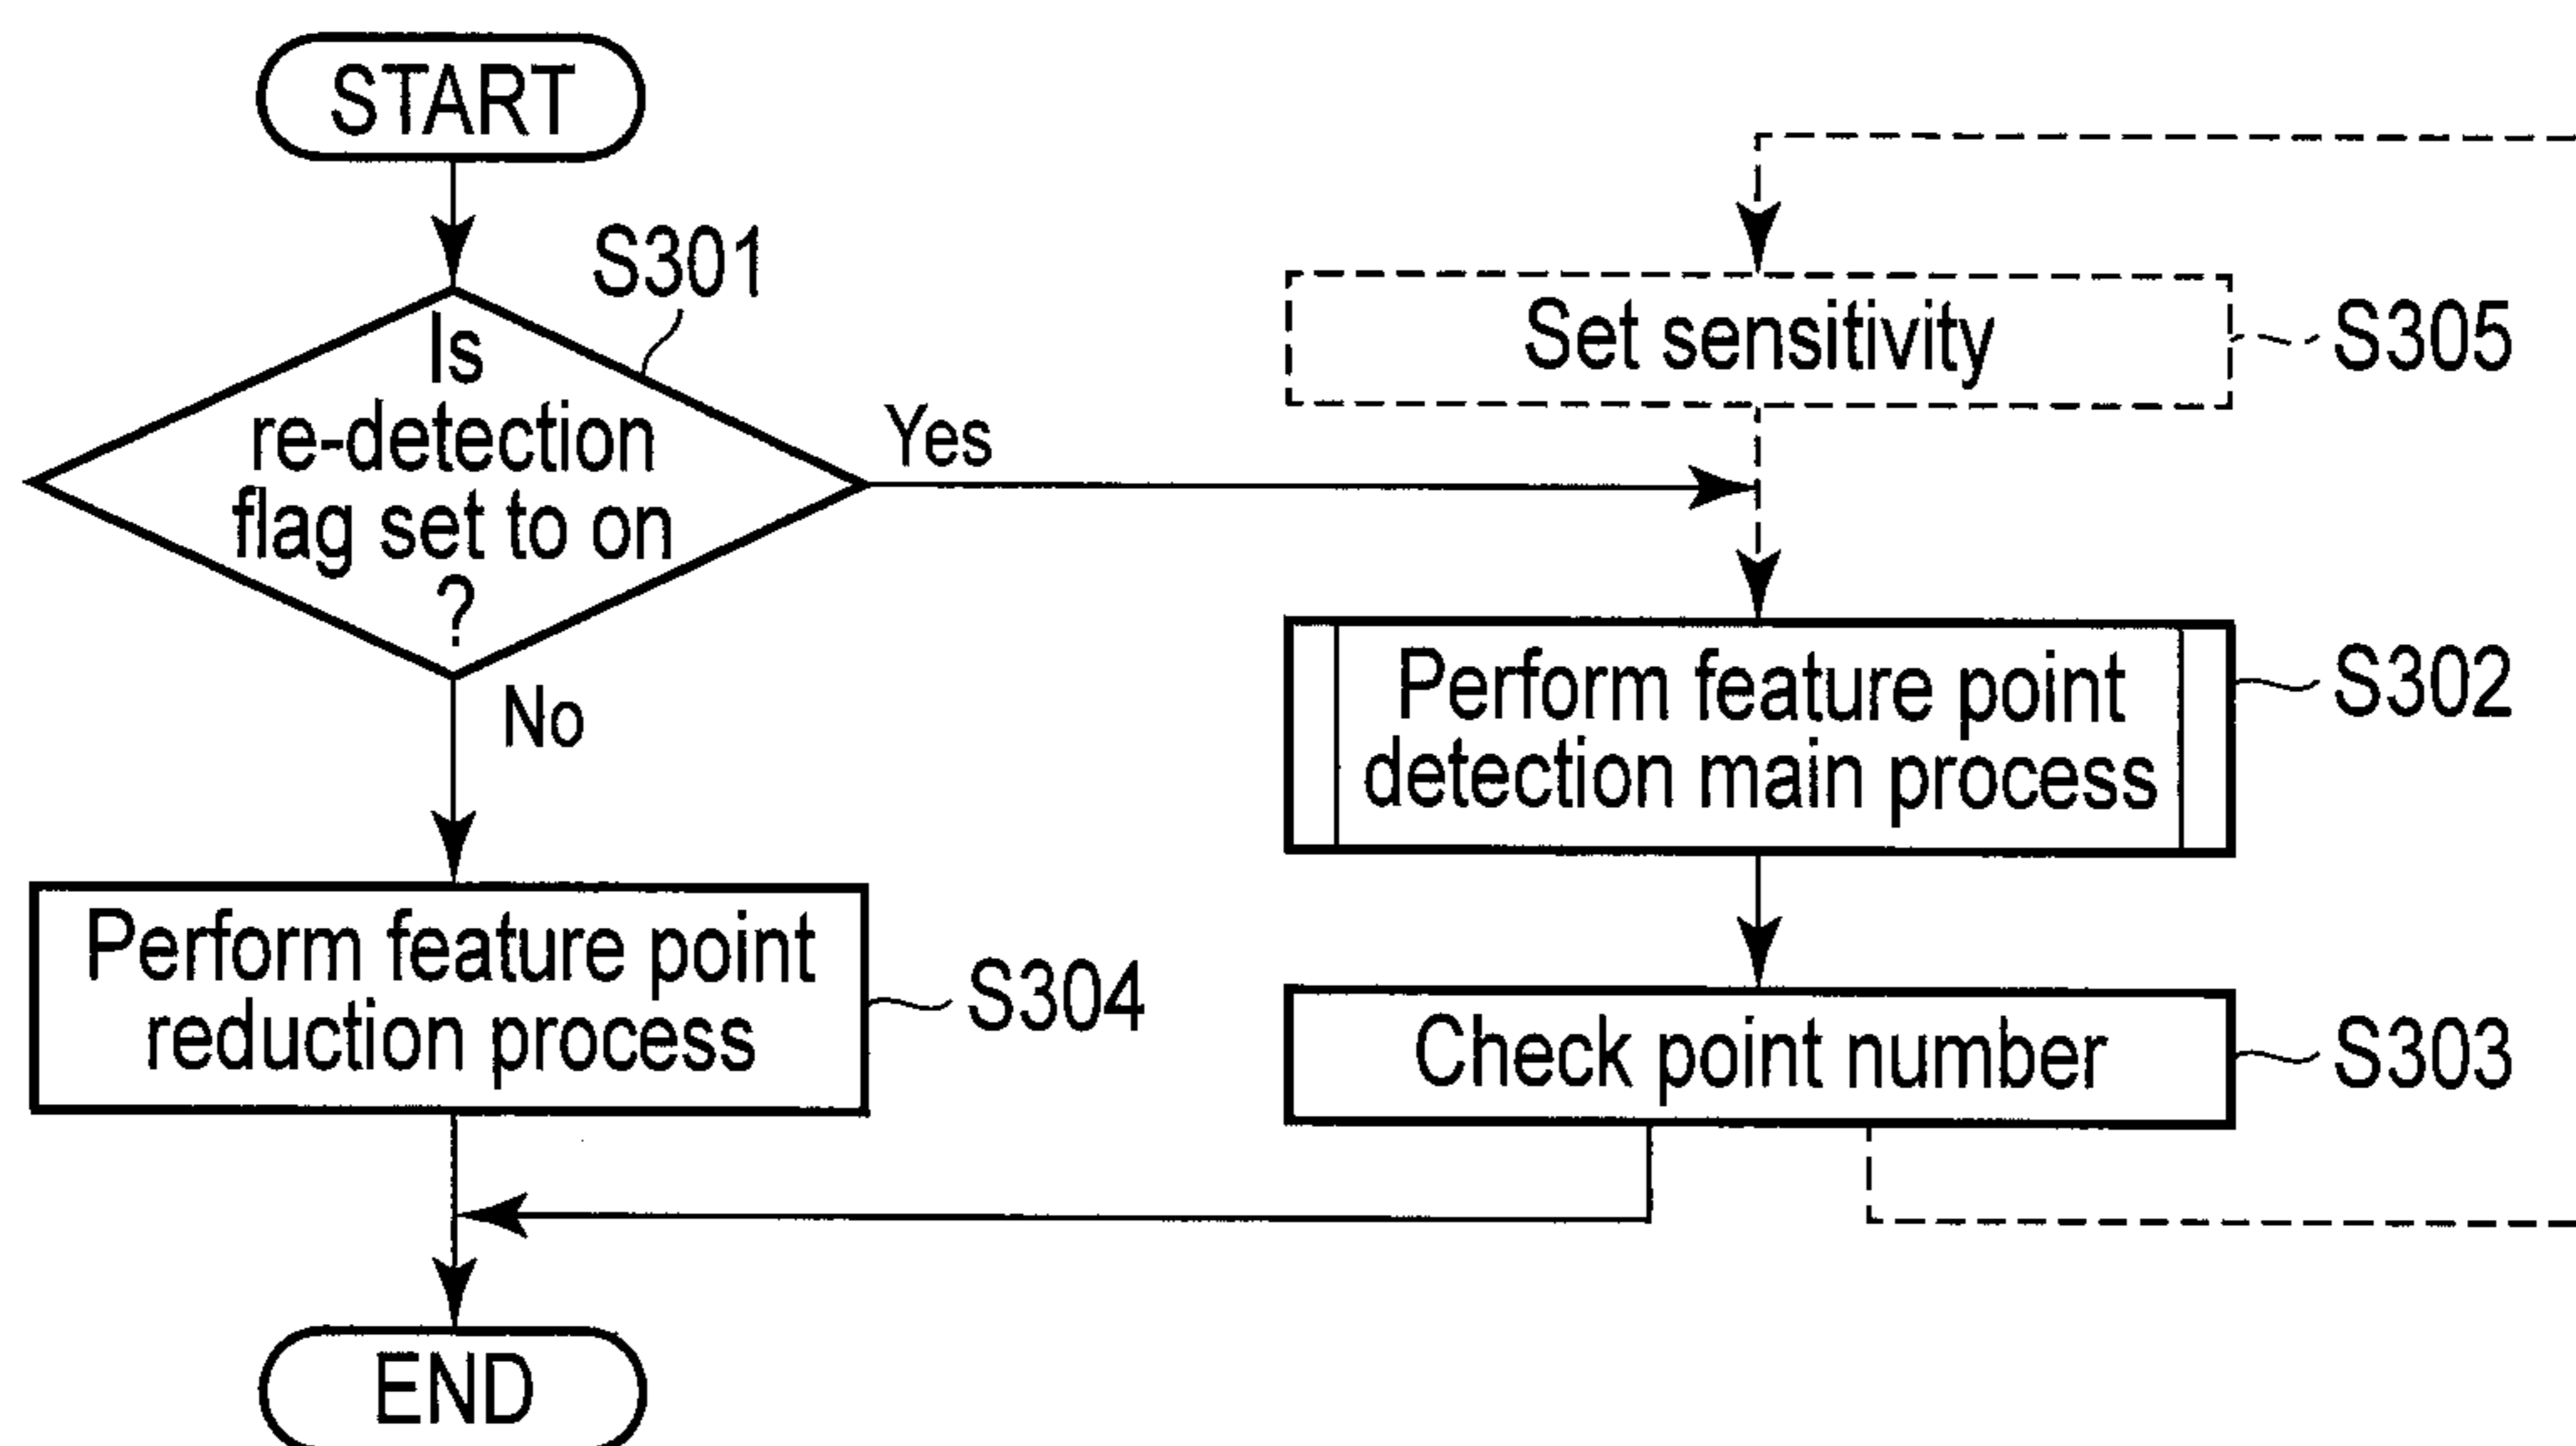 START
S301
Is
re-detection
flag set to on
?
Yes
No
Set sensitivity
S305
Perform feature point
detection main process
S302
Perform feature point
reduction process
S304
Check point number
S303
END